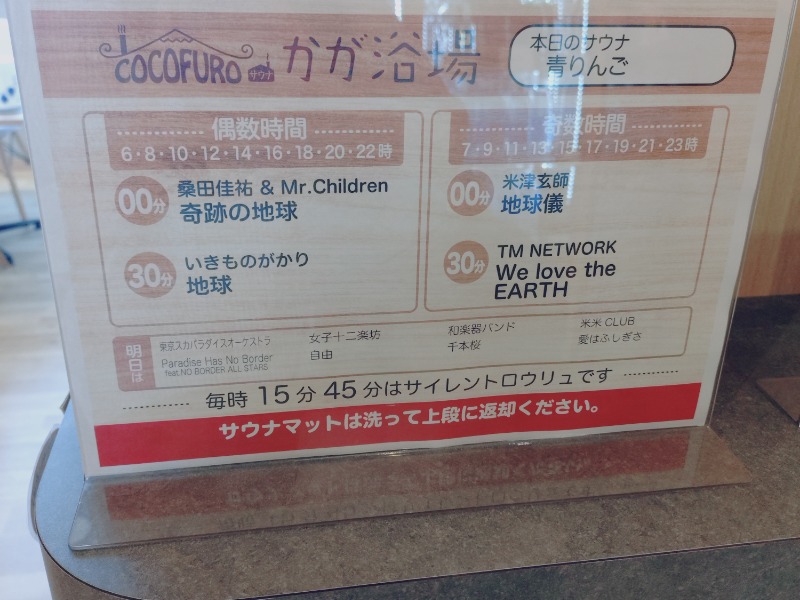 COCOFURO サウナ かが浴場
本日のサウナ
青りんご
偶数時間
6・8・10・12・14・16・18・20・22時
00分
桑田佳祐 & Mr.Children
奇跡の地球
30分
いきものがかり
地球
奇数時間
7・9・11・13・15・17・19・21・23時
00分
米津玄師
地球儀
30分
TM NETWORK
We love the
EARTH
明日は
東京スカパラダイスオーケストラ
Paradise Has No Border
feat.NO BORDER ALL STARS
女子十二楽坊
自由
和楽器バンド
千本桜
米米 CLUB
愛はふしぎさ
毎時 15分 45分はサイレントロウリュです
サウナマットは洗って上段に返却ください。